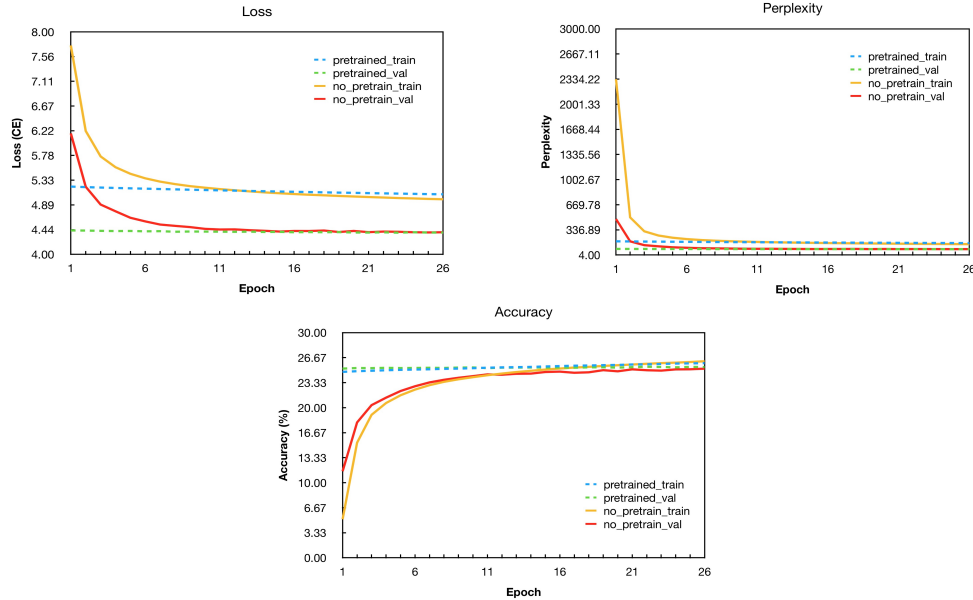 Loss
8.00
7.56
7.11
6.67
6.22
5.78
5.33
4.89
4.44
4.00
Loss (CE)
pretrained_train
pretrained_val
no_pretrain_train
no_pretrain_val
1 6 11 16 21 26
Epoch
Perplexity
3000.00
2667.11
2334.22
2001.33
1668.44
1335.56
1002.67
669.78
336.89
4.00
Perplexity
pretrained_train
pretrained_val
no_pretrain_train
no_pretrain_val
1 6 11 16 21 26
Epoch
Accuracy
30.00
26.67
23.33
20.00
16.67
13.33
10.00
6.67
3.33
0.00
Accuracy (%)
pretrained_train
pretrained_val
no_pretrain_train
no_pretrain_val
1 6 11 16 21 26
Epoch